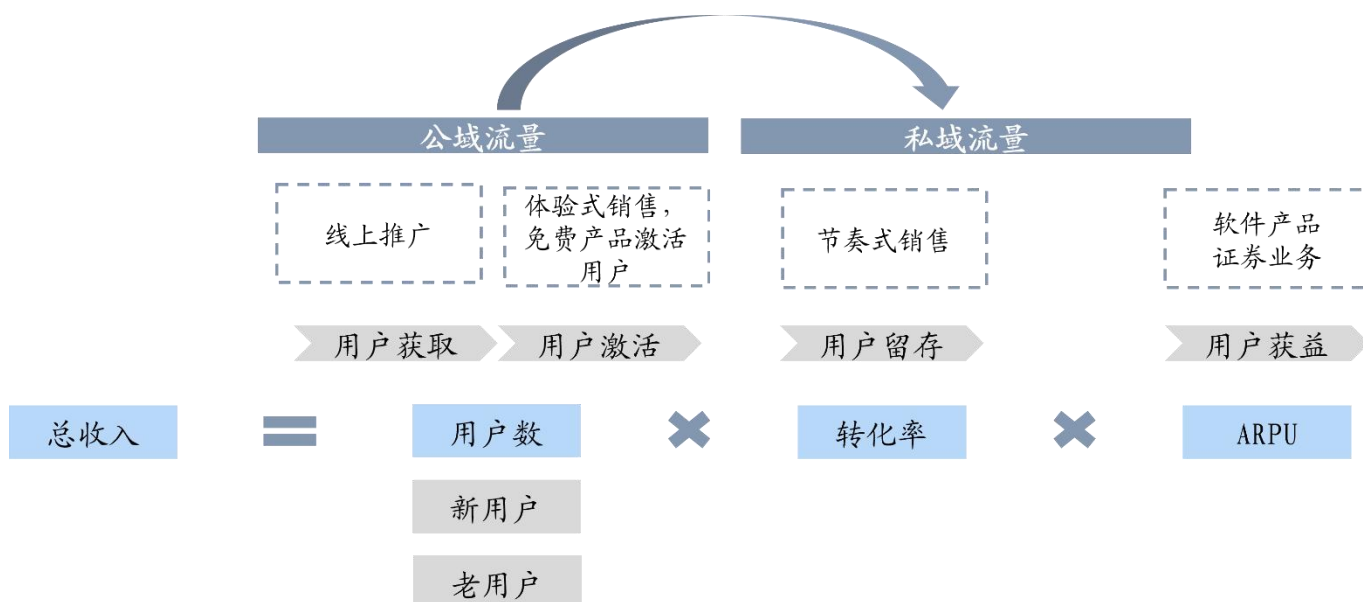 公域流量
私域流量
线上推广
体验式销售，
免费产品激活
用户
节奏式销售
软件产品
证券业务
用户获取
用户激活
用户留存
用户获益
总收入
用户数
转化率
ARPU
新用户
老用户